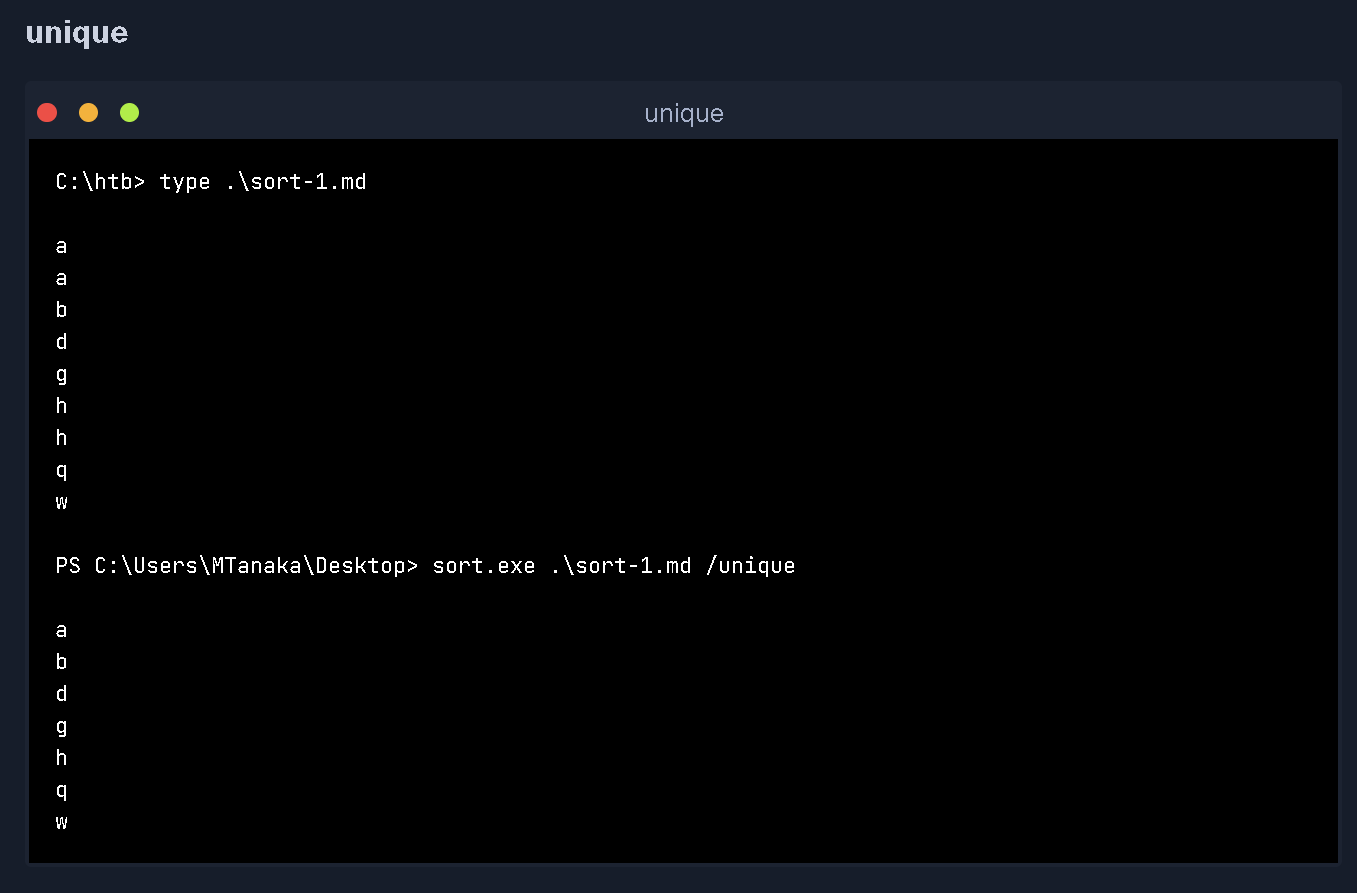 unique
unique
C:\htb> type .\sort-1.md
a
a
b
d
g
h
h
q
w
PS C:\Users\MTanaka\Desktop> sort.exe .\sort-1.md /unique
a
b
d
g
h
q
w